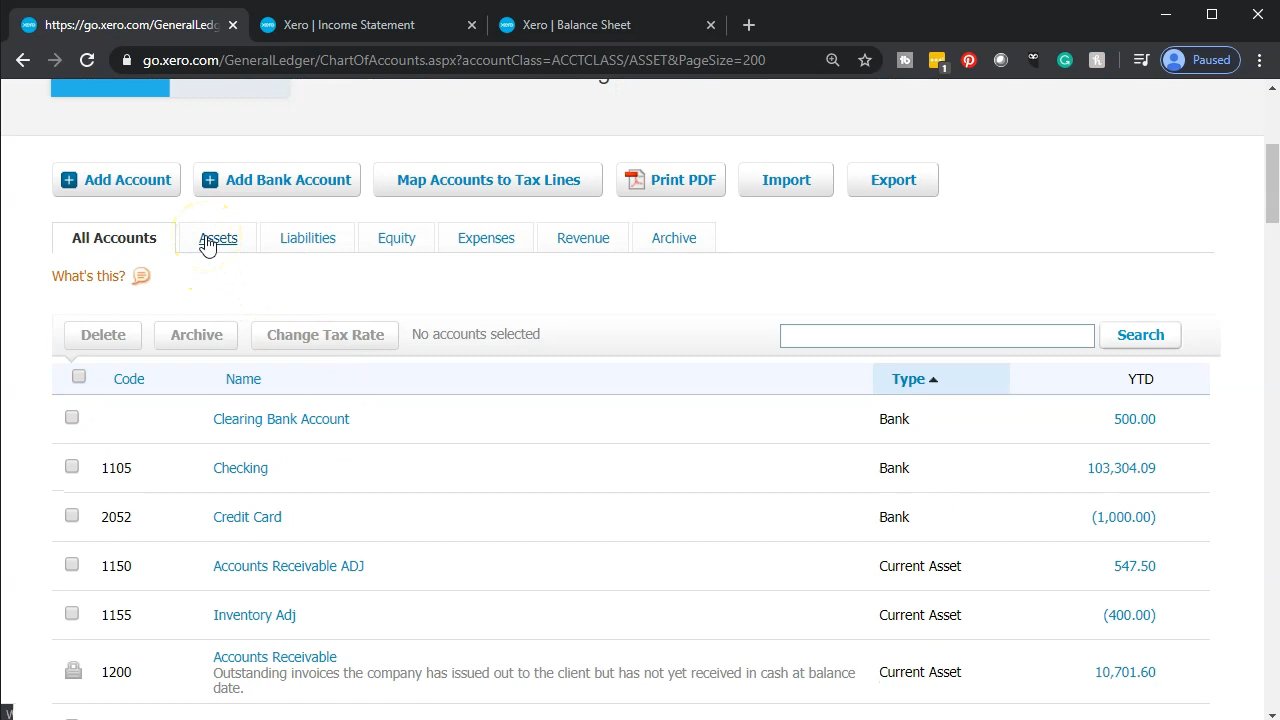 https://go.xero.com/GeneralLedg
Xero | Income Statement
Xero | Balance Sheet
go.xero.com/GeneralLedger/ChartOfAccounts.aspx?accountClass=ACCTCLASS/ASSET&PageSize=200
1
Paused
Add Account
Add Bank Account
Map Accounts to Tax Lines
Print PDF
Import
Export
All Accounts
Assets
Liabilities
Equity
Expenses
Revenue
Archive
What's this?
Delete
Archive
Change Tax Rate
No accounts selected
Search
Code Name Type YTD
Clearing Bank Account Bank 500.00
1105 Checking Bank 103,304.09
2052 Credit Card Bank (1,000.00)
1150 Accounts Receivable ADJ Current Asset 547.50
1155 Inventory Adj Current Asset (400.00)
Accounts Receivable
1200 Outstanding invoices the company has issued out to the client but has not yet received in cash at balance Current Asset 10,701.60
date.